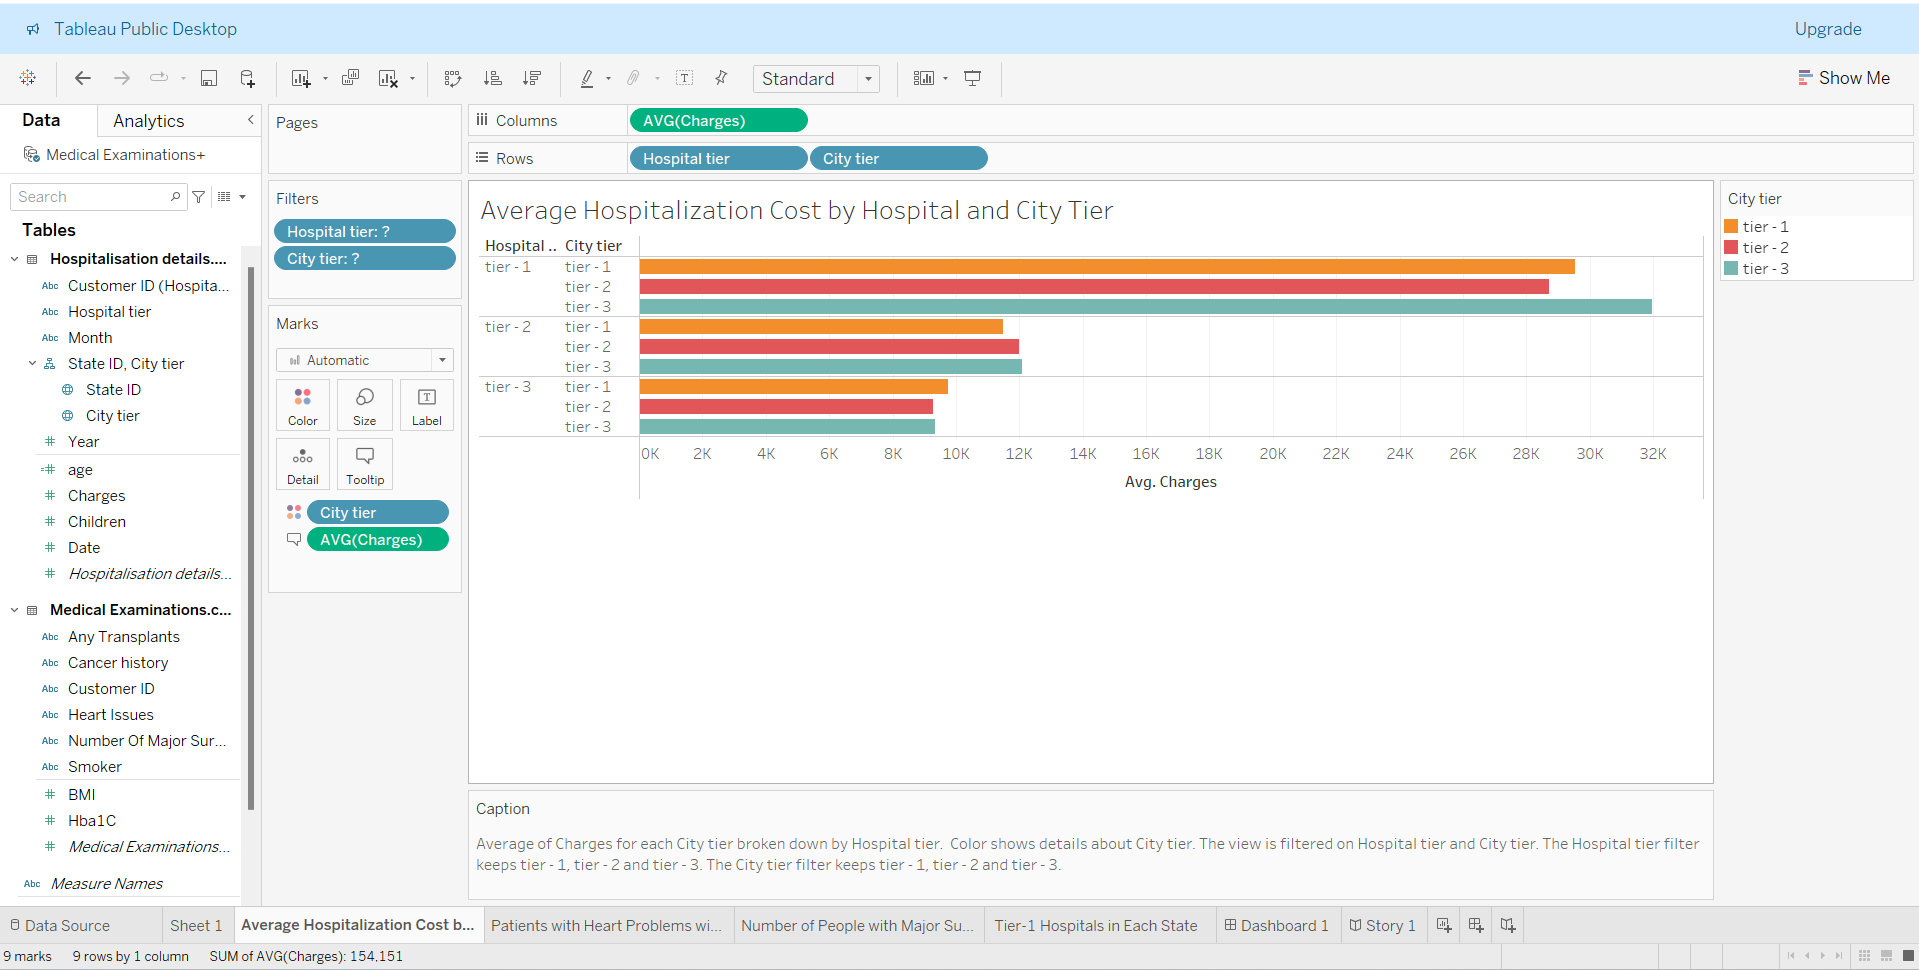 Tableau Public Desktop
Upgrade
Standard
Show Me
Data
Analytics
Medical Examinations+
Search
Tables
Hospitalisation details....
Abc Customer ID (Hospita...
Abc Hospital tier
Abc Month
State ID, City tier
State ID
City tier
# Year
=# age
# Charges
# Children
# Date
# Hospitalisation details...
Medical Examinations.c...
Abc Any Transplants
Abc Cancer history
Abc Customer ID
Abc Heart Issues
Abc Number Of Major Sur...
Abc Smoker
# BMI
# Hba1C
# Medical Examinations...
Abc Measure Names
Pages
Filters
Hospital tier: ?
City tier: ?
Marks
Automatic
Color
Size
Label
Detail
Tooltip
City tier
AVG(Charges)
Columns
AVG(Charges)
Rows
Hospital tier
City tier
Average Hospitalization Cost by Hospital and City Tier
Hospital .. City tier
tier - 1 tier - 1
tier - 2
tier - 3
tier - 2 tier - 1
tier - 2
tier - 3
tier - 3 tier - 1
tier - 2
tier - 3
0K 2K 4K 6K 8K 10K 12K 14K 16K 18K 20K 22K 24K 26K 28K 30K 32K
Avg. Charges
City tier
tier - 1
tier - 2
tier - 3
Caption
Average of Charges for each City tier broken down by Hospital tier.  Color shows details about City tier. The view is filtered on Hospital tier and City tier. The Hospital tier filter
keeps tier - 1, tier - 2 and tier - 3. The City tier filter keeps tier - 1, tier - 2 and tier - 3.
Data Source
Sheet 1
Average Hospitalization Cost b...
Patients with Heart Problems wi...
Number of People with Major Su...
Tier-1 Hospitals in Each State
Dashboard 1
Story 1
9 marks
9 rows by 1 column
SUM of AVG(Charges): 154,151